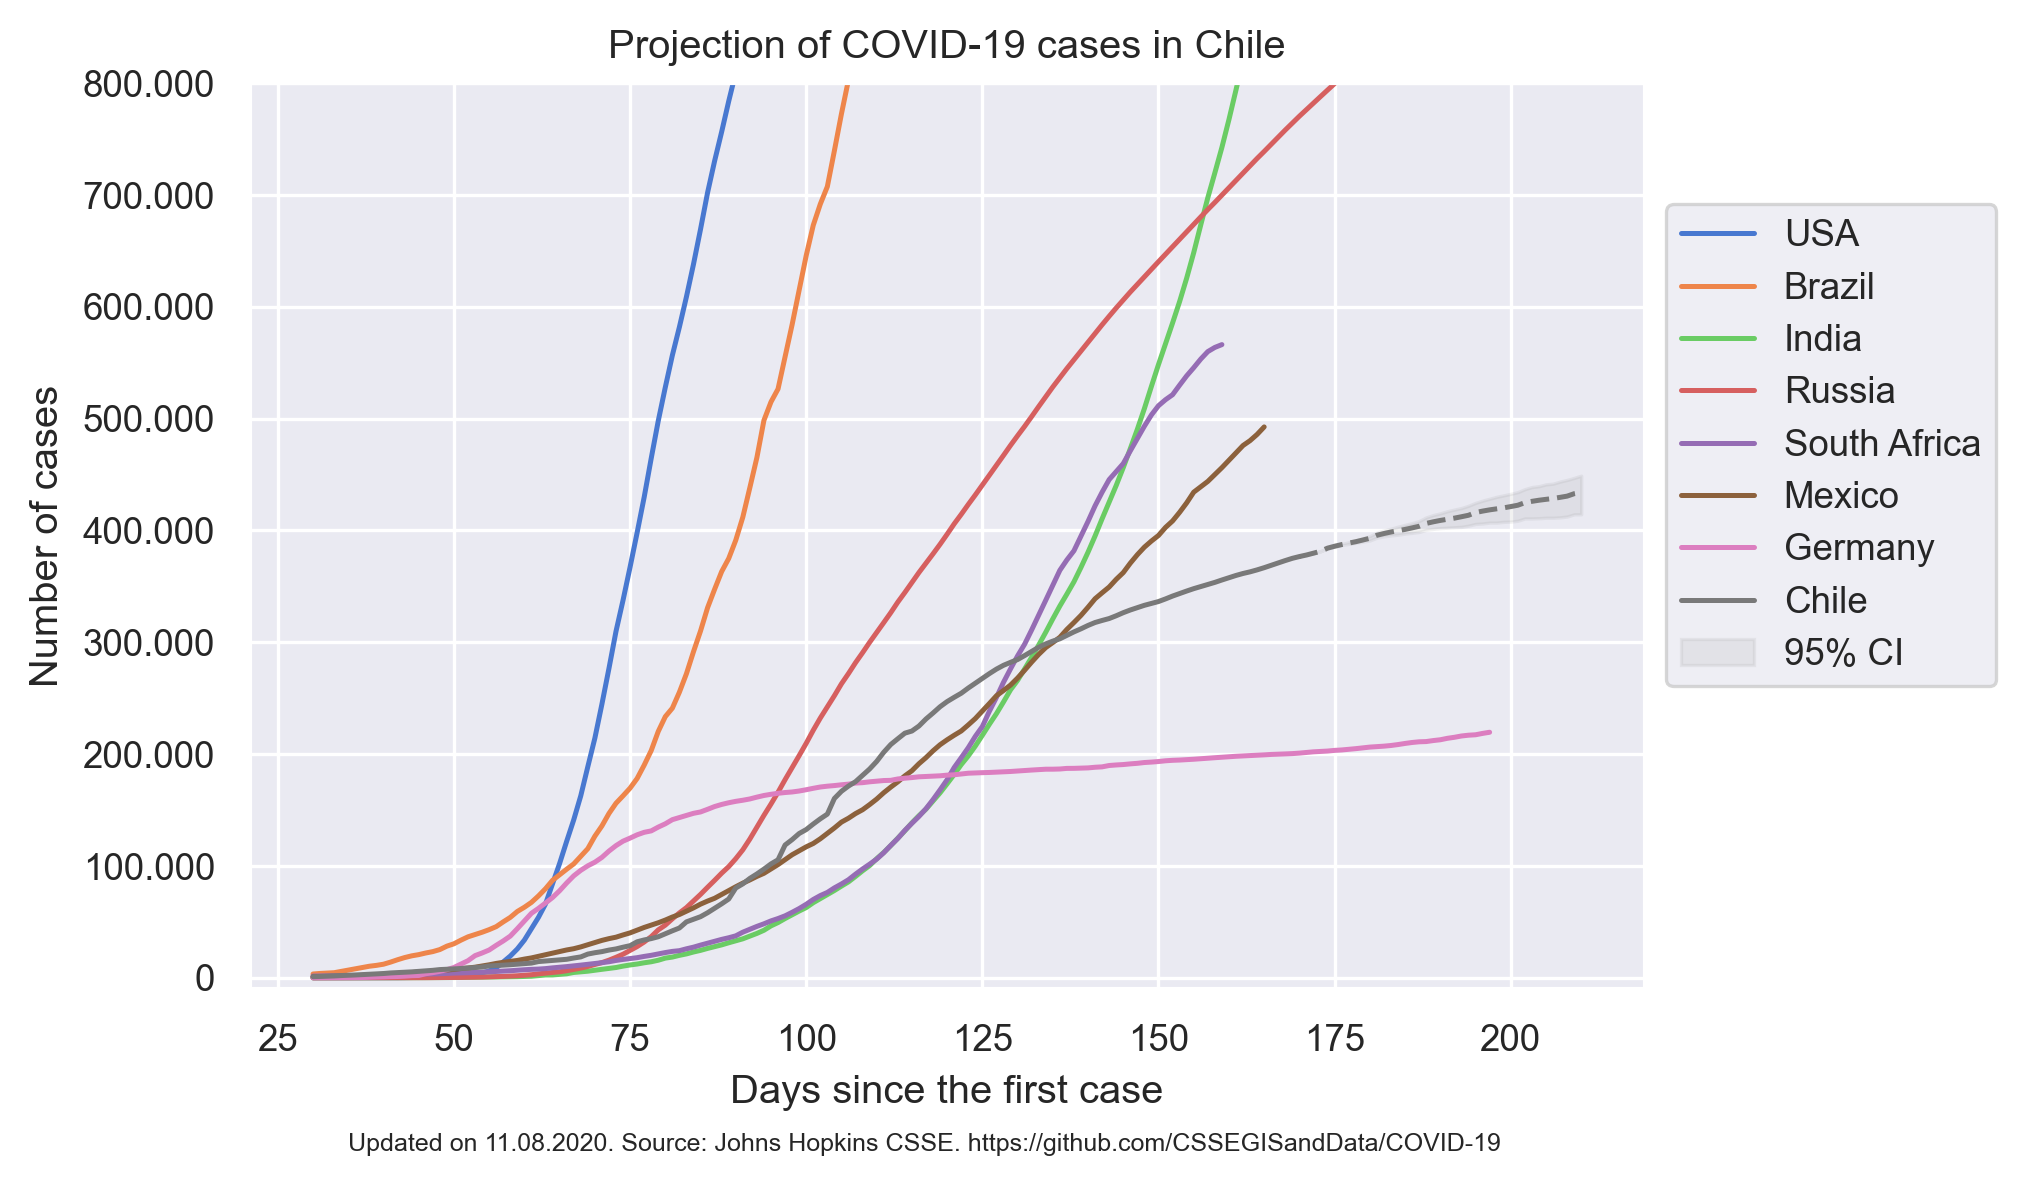 Projection of COVID-19 cases in Chile
800.000
700.000
600.000
500.000
400.000
300.000
200.000
100.000
0
Number of cases
25 50 75 100 125 150 175 200
Days since the first case
USA
Brazil
India
Russia
South Africa
Mexico
Germany
Chile
95% CI
Updated on 11.08.2020. Source: Johns Hopkins CSSE. https://github.com/CSSEGISandData/COVID-19